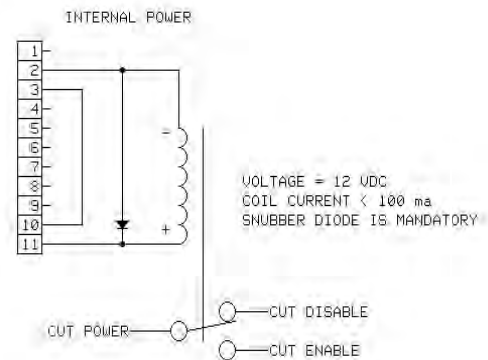 INTERNAL POWER
1
2
3
4
5
6
7
8
9
10
11
-
+
VOLTAGE = 12 VDC
COIL CURRENT < 100 ma
SNUBBER DIODE IS MANDATORY
CUT DISABLE
CUT POWER
CUT ENABLE